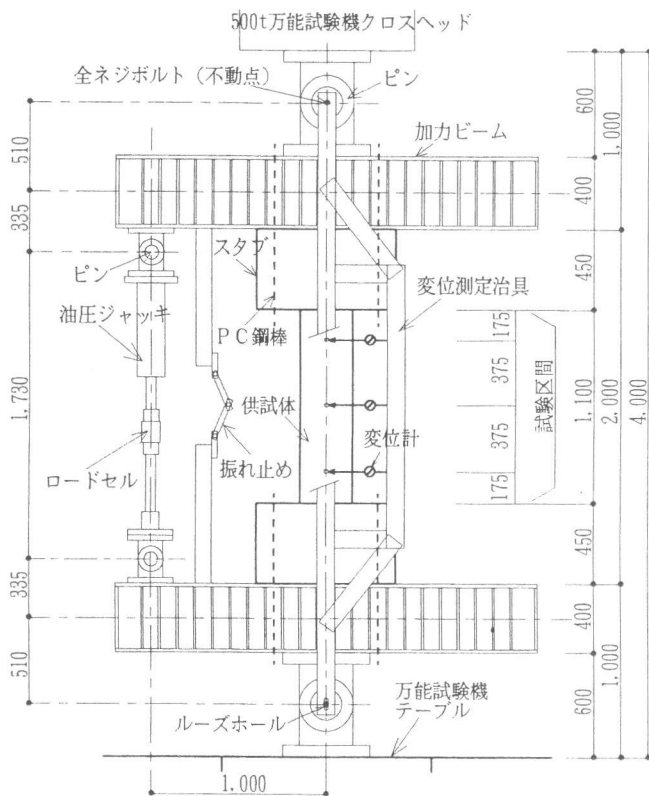 500t万能試験機クロスヘッド
全ネジボルト(不動点)
ピン
加力ビーム
510
335
1,730
335
510
スタブ
ピン
油圧ジャッキ
PC鋼棒
変位測定治具
供試体
変位計
振れ止め
ロードセル
175
375
375
175
試験区間
600
400
450
1,100
450
400
600
1,000
2,000
1,000
4,000
ルーズホール
万能試験機
テーブル
1,000